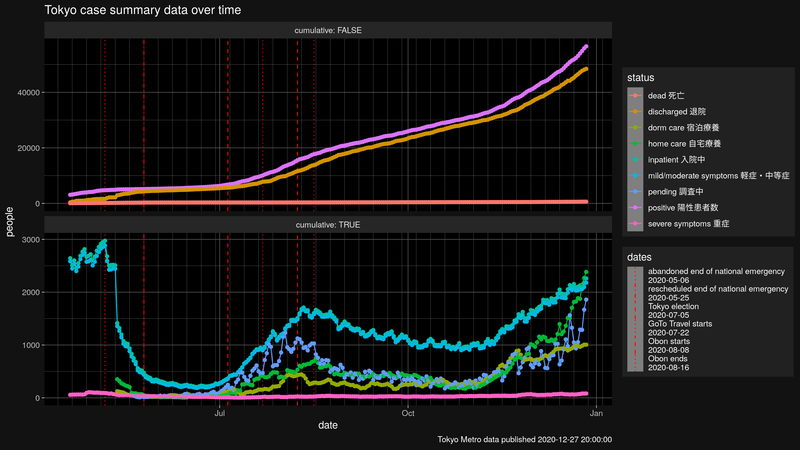 Tokyo case summary data over time
cumulative: FALSE
40000
20000
0
cumulative: TRUE
3000
2000
1000
0
people
Jul
Oct
Jan
date
status
dead 死亡
discharged 退院
dorm care 宿泊療養
home care 自宅療養
inpatient 入院中
mild/moderate symptoms 軽症・中等症
pending 調査中
positive 陽性患者数
severe symptoms 重症
dates
abandoned end of national emergency
2020-05-06
rescheduled end of national emergency
2020-05-25
Tokyo election
2020-07-05
GoTo Travel starts
2020-07-22
Obon starts
2020-08-08
Obon ends
2020-08-16
Tokyo Metro data published 2020-12-27 20:00:00